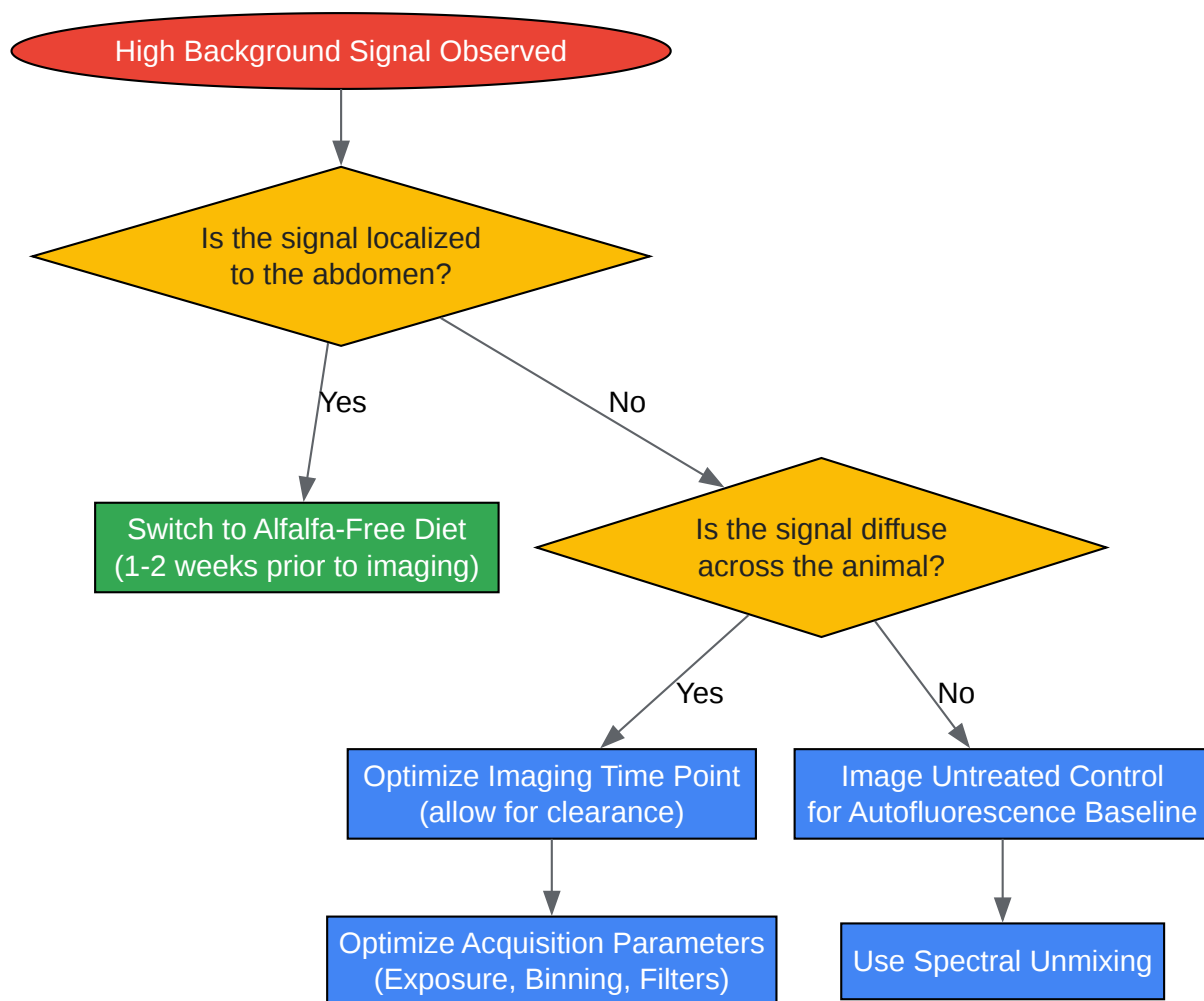 High Background Signal Observed
Is the signal localized
to the abdomen?
Yes
No
Switch to Alfalfa-Free Diet
(1-2 weeks prior to imaging)
Is the signal diffuse
across the animal?
Yes
No
Optimize Imaging Time Point
(allow for clearance)
Image Untreated Control
for Autofluorescence Baseline
Optimize Acquisition Parameters
(Exposure, Binning, Filters)
Use Spectral Unmixing